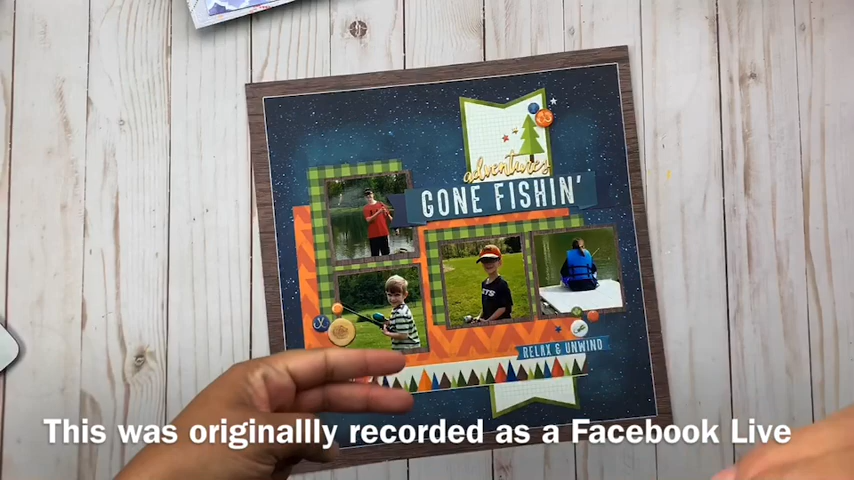 adventures
GONE FISHIN'
RELAX & UNWIND
This was originallly recorded as a Facebook Live